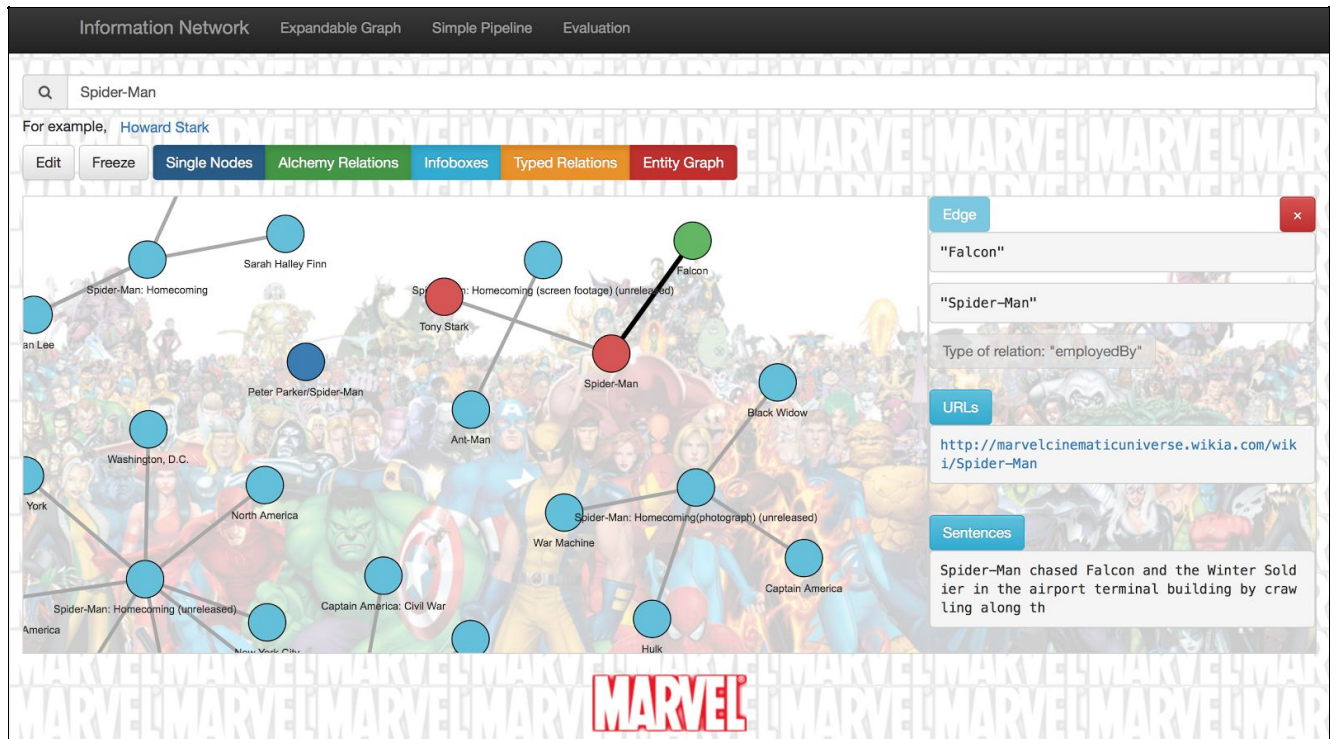 Information Network Expandable Graph Simple Pipeline Evaluation
Spider-Man
For example, Howard Stark
Edit Freeze Single Nodes Alchemy Relations Infoboxes Typed Relations Entity Graph
Sarah Halley Finn
Spider-Man: Homecoming
an Lee
Peter Parker/Spider-Man
Falcon
: Homecoming (screen footage) (unreleased)
Tony Stark
Spider-Man
Ant-Man
Black Widow
Washington, D.C.
York
North America
Spider-Man: Homecoming(photograph) (unreleased)
War Machine
Captain America
Spider-Man: Homecoming (unreleased)
America
Captain America: Civil War
New York City
Hulk
Edge
×
"Falcon"
"Spider-Man"
Type of relation: "employedBy"
URLs
http://marvelcinematicuniverse.wikia.com/wik
i/Spider-Man
Sentences
Spider-Man chased Falcon and the Winter Sold
ier in the airport terminal building by craw
ling along th
MARVEL